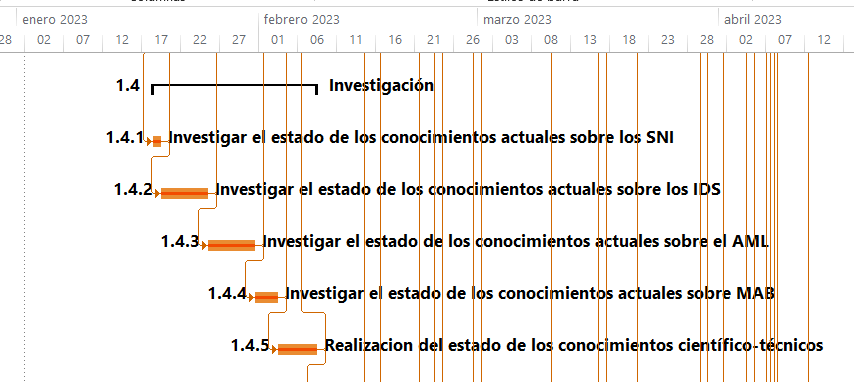 enero 2023 febrero 2023 marzo 2023 abril 2023
28 02 07 12 17 22 27 01 06 11 16 21 26 03 08 13 18 23 28 02 07 12
1.4 Investigación
1.4.1 Investigar el estado de los conocimientos actuales sobre los SNI
1.4.2 Investigar el estado de los conocimientos actuales sobre los IDS
1.4.3 Investigar el estado de los conocimientos actuales sobre el AML
1.4.4 Investigar el estado de los conocimientos actuales sobre MAB
1.4.5 Realizacion del estado de los conocimientos científico-técnicos